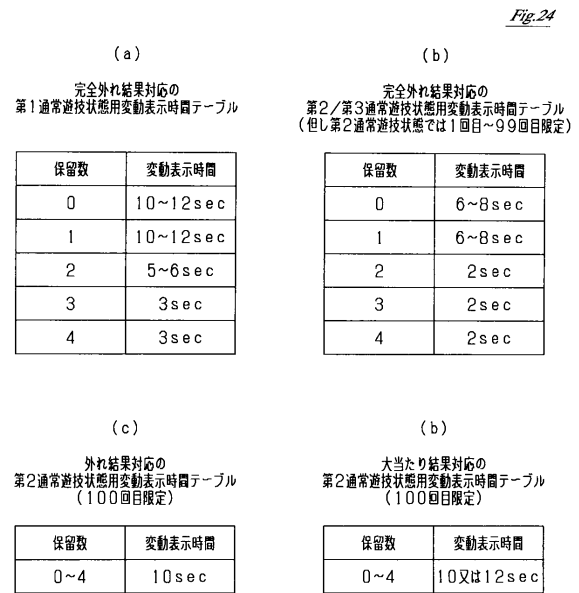 Fig.24
(a)
完全外れ結果対応の
第1通常遊技状態用変動表示時間テーブル
保留数 変動表示時間
0 10~12sec
1 10~12sec
2 5~6sec
3 3sec
4 3sec
(b)
完全外れ結果対応の
第2/第3通常遊技状態用変動表示時間テーブル
(但し第2通常遊技状態では1回目~99回目限定)
保留数 変動表示時間
0 6~8sec
1 6~8sec
2 2sec
3 2sec
4 2sec
(c)
外れ結果対応の
第2通常遊技状態用変動表示時間テーブル
(100回目限定)
保留数 変動表示時間
0~4 10sec
(b)
大当たり結果対応の
第2通常遊技状態用変動表示時間テーブル
(100回目限定)
保留数 変動表示時間
0~4 10又は12sec